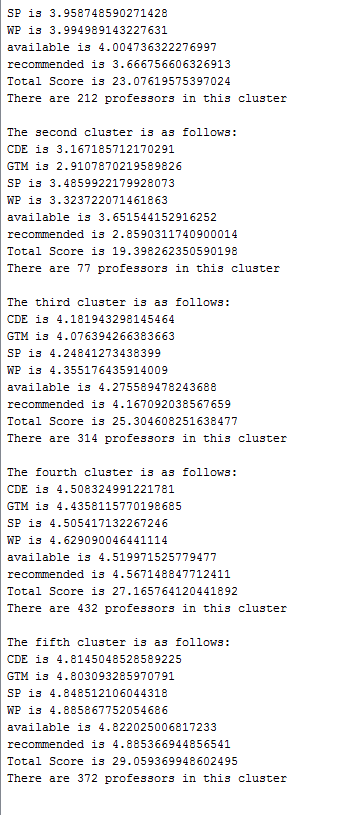 SP is 3.958748590271428
WP is 3.994989143227631
available is 4.004736322276997
recommended is 3.666756606326913
Total Score is 23.07619575397024
There are 212 professors in this cluster
The second cluster is as follows:
CDE is 3.167185712170291
GTM is 2.9107870219589826
SP is 3.4859922179928073
WP is 3.323722071461863
available is 3.651544152916252
recommended is 2.8590311740900014
Total Score is 19.398262350590198
There are 77 professors in this cluster
The third cluster is as follows:
CDE is 4.181943298145464
GTM is 4.076394266383663
SP is 4.24841273438399
WP is 4.355176435914009
available is 4.275589478243688
recommended is 4.167092038567659
Total Score is 25.304608251638477
There are 314 professors in this cluster
The fourth cluster is as follows:
CDE is 4.508324991221781
GTM is 4.4358115770198685
SP is 4.505417132267246
WP is 4.629090046441114
available is 4.519971525779477
recommended is 4.567148847712411
Total Score is 27.165764120441892
There are 432 professors in this cluster
The fifth cluster is as follows:
CDE is 4.8145048528589225
GTM is 4.803093285970791
SP is 4.848512106044318
WP is 4.885867752054686
available is 4.822025006817233
recommended is 4.885366944856541
Total Score is 29.059369948602495
There are 372 professors in this cluster